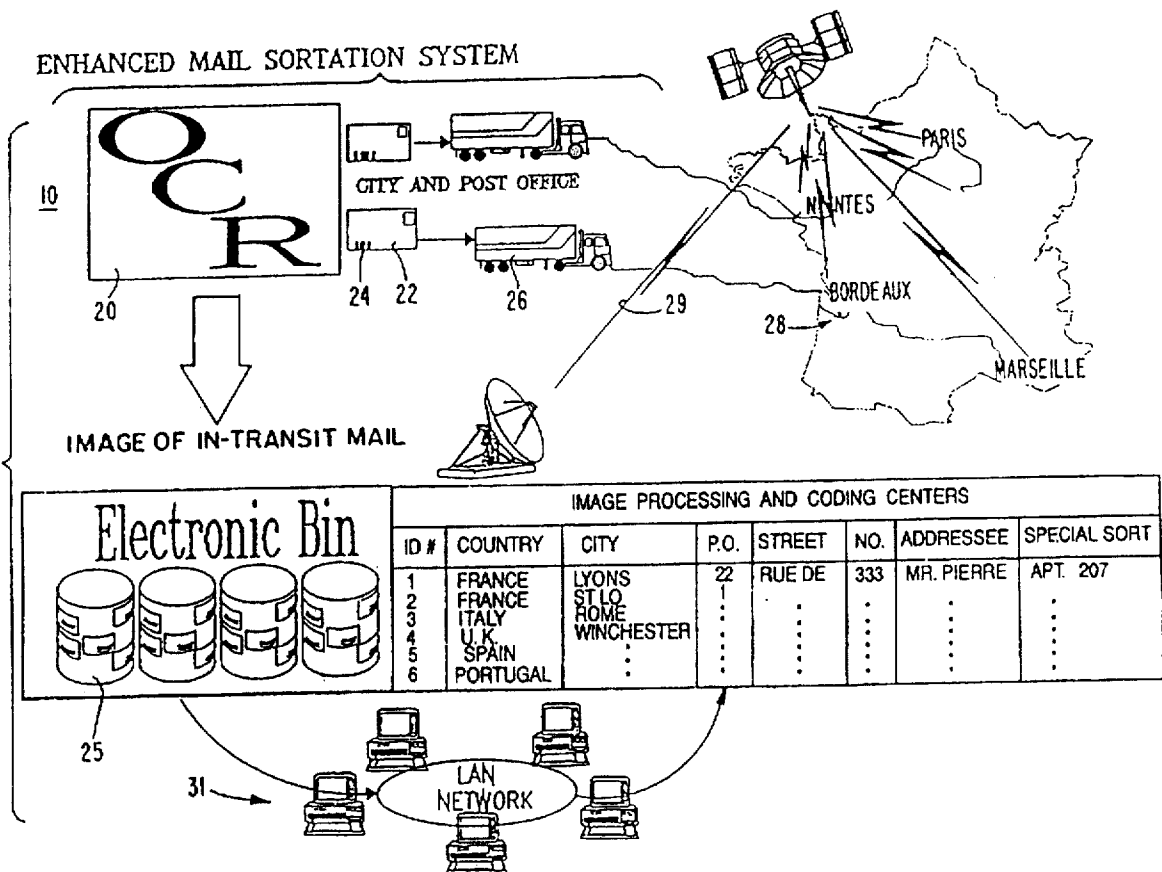 ENHANCED MAIL SORTATION SYSTEM
10
OCR
CITY AND POST OFFICE
20
24
22
26
29
28
PARIS
NANTES
BORDEAUX
MARSEILLE
IMAGE OF IN-TRANSIT MAIL
Electronic Bin
25
IMAGE PROCESSING AND CODING CENTERS
ID # COUNTRY CITY P.O. STREET NO. ADDRESSEE SPECIAL SORT
1 FRANCE LYONS 22 RUE DE 333 MR. PIERRE APT. 207
2 FRANCE ST LO
3 ITALY ROME
4 U.K. WINCHESTER
5 SPAIN
6 PORTUGAL
31
LAN
NETWORK